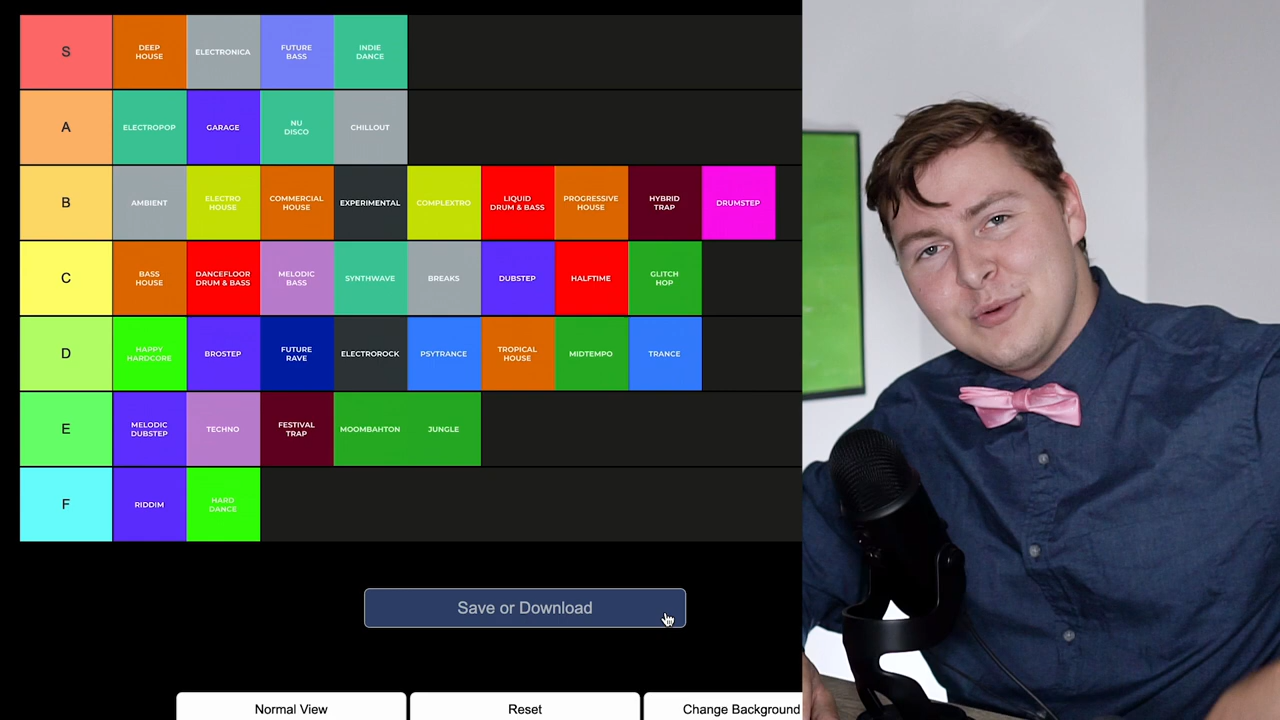 S
DEEP
HOUSE
ELECTRONICA
FUTURE
BASS
INDIE
DANCE
A
ELECTROPOP
GARAGE
NU
DISCO
CHILLOUT
B
AMBIENT
ELECTRO
HOUSE
COMMERCIAL
HOUSE
EXPERIMENTAL
COMPLEXTRO
LIQUID
DRUM & BASS
PROGRESSIVE
HOUSE
HYBRID
TRAP
DRUMSTEP
C
BASS
HOUSE
DANCEFLOOR
DRUM & BASS
MELODIC
BASS
SYNTHWAVE
BREAKS
DUBSTEP
HALFTIME
GLITCH
HOP
D
HAPPY
HARDCORE
BROSTEP
FUTURE
RAVE
ELECTROROCK
PSYTRANCE
TROPICAL
HOUSE
MIDTEMPO
TRANCE
E
MELODIC
DUBSTEP
TECHNO
FESTIVAL
TRAP
MOOMBAHTON
JUNGLE
F
RIDDIM
HARD
DANCE
Save or Download
Normal View
Reset
Change Background